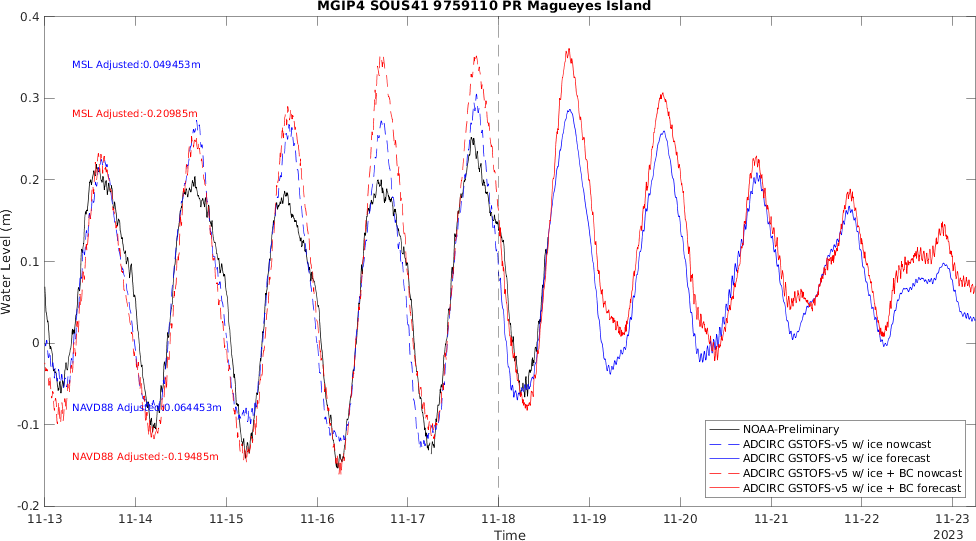 MGIP4 SOUS41 9759110 PR Magueyes Island
0.4
0.3
0.2
0.1
0
-0.1
-0.2
Water Level (m)
MSL Adjusted:0.049453m
MSL Adjusted:-0.20985m
NAVD88 Adjusted:0.064453m
NAVD88 Adjusted:-0.19485m
NOAA-Preliminary
ADCIRC GSTOFS-v5 w/ ice nowcast
ADCIRC GSTOFS-v5 w/ ice forecast
ADCIRC GSTOFS-v5 w/ ice + BC nowcast
ADCIRC GSTOFS-v5 w/ ice + BC forecast
11-13 11-14 11-15 11-16 11-17 11-18 11-19 11-20 11-21 11-22 11-23
Time
2023